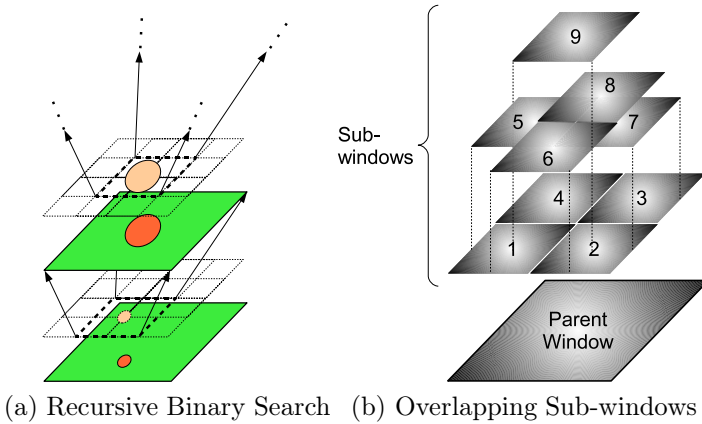 9
8
5
7
6
Sub-
windows
4
3
1
2
Parent
Window
(a) Recursive Binary Search
(b) Overlapping Sub-windows